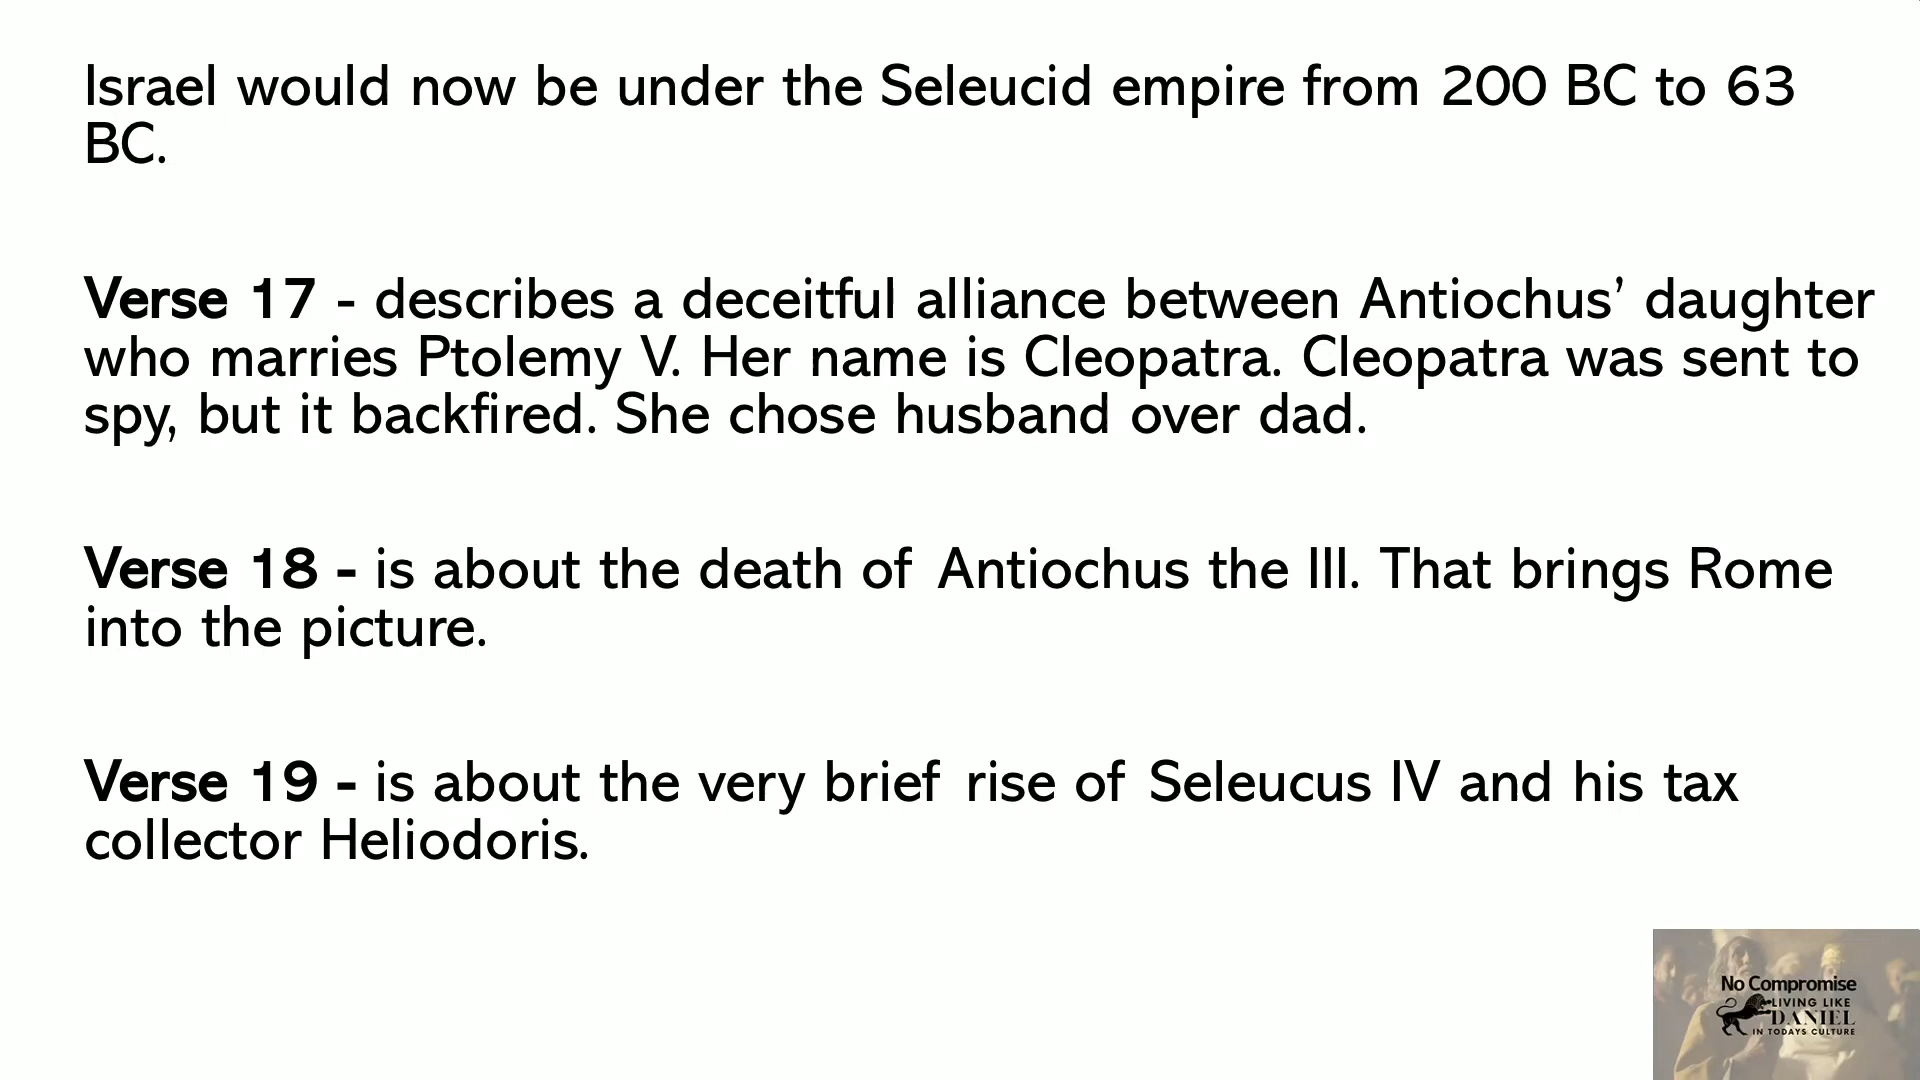 Israel would now be under the Seleucid empire from 200 BC to 63
BC.
Verse 17 - describes a deceitful alliance between Antiochus’ daughter
who marries Ptolemy V. Her name is Cleopatra. Cleopatra was sent to
spy, but it backfired. She chose husband over dad.
Verse 18 - is about the death of Antiochus the III. That brings Rome
into the picture.
Verse 19 - is about the very brief rise of Seleucus IV and his tax
collector Heliodoris.
No Compromise
LIVING LIKE
DANIEL
IN TODAYS CULTURE